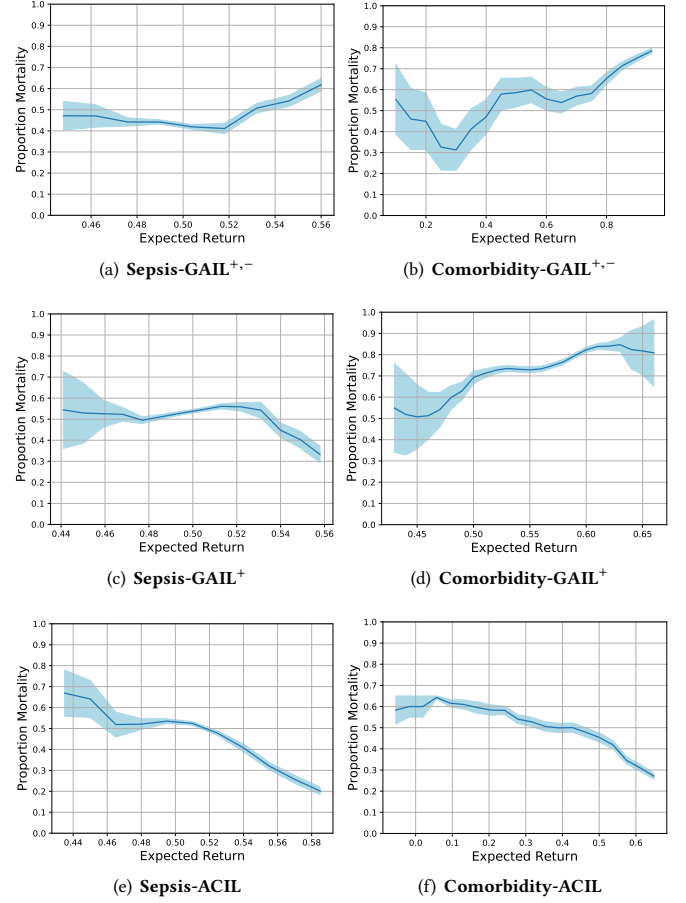 1.0
0.9
0.8
0.7
0.6
0.5
0.4
0.3
0.2
0.1
0.0
Proportion Mortality
0.46 0.48 0.50 0.52 0.54 0.56
Expected Return
(a) Sepsis-GAIL+,−
1.0
0.9
0.8
0.7
0.6
0.5
0.4
0.3
0.2
0.1
0.0
Proportion Mortality
0.2 0.4 0.6 0.8
Expected Return
(b) Comorbidity-GAIL+,−
1.0
0.9
0.8
0.7
0.6
0.5
0.4
0.3
0.2
0.1
0.0
Proportion Mortality
0.44 0.46 0.48 0.50 0.52 0.54 0.56
Expected Return
(c) Sepsis-GAIL+
1.0
0.9
0.8
0.7
0.6
0.5
0.4
0.3
0.2
0.1
0.0
Proportion Mortality
0.45 0.50 0.55 0.60 0.65
Expected Return
(d) Comorbidity-GAIL+
1.0
0.9
0.8
0.7
0.6
0.5
0.4
0.3
0.2
0.1
0.0
Proportion Mortality
0.44 0.46 0.48 0.50 0.52 0.54 0.56 0.58
Expected Return
(e) Sepsis-ACIL
1.0
0.9
0.8
0.7
0.6
0.5
0.4
0.3
0.2
0.1
0.0
Proportion Mortality
0.0 0.1 0.2 0.3 0.4 0.5 0.6
Expected Return
(f) Comorbidity-ACIL